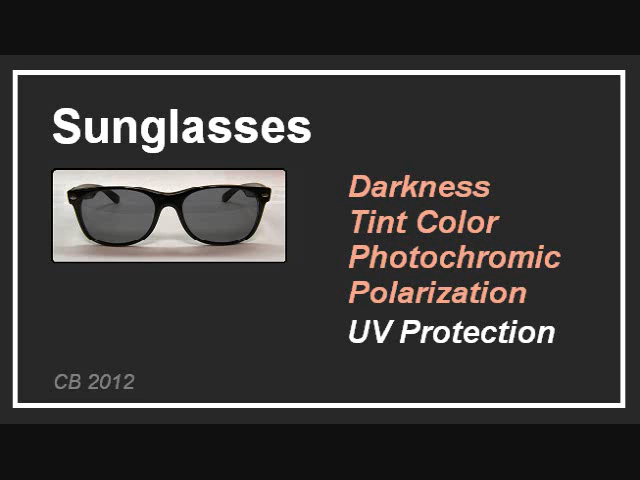 Sunglasses
Darkness
Tint Color
Photochromic
Polarization
UV Protection
CB 2012